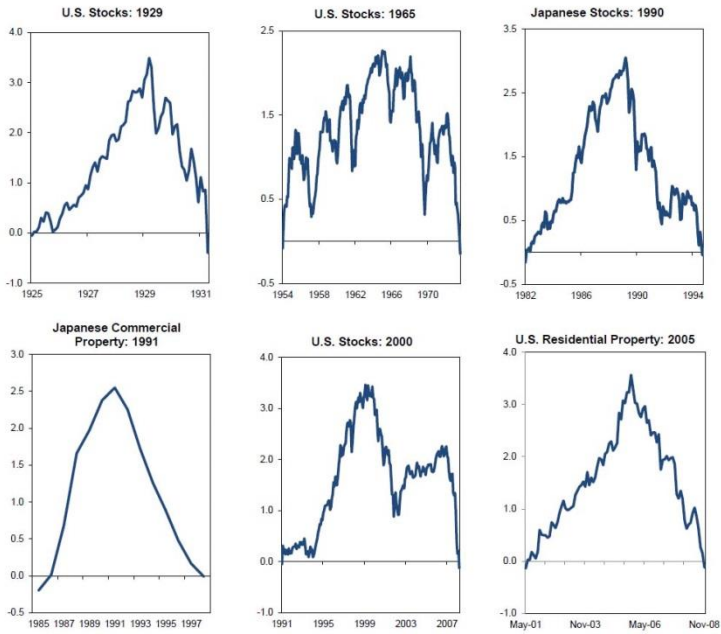 U.S. Stocks: 1929
4.0
3.0
2.0
1.0
0.0
-1.0
1925 1927 1929 1931
U.S. Stocks: 1965
2.5
1.5
0.5
-0.5
1954 1958 1962 1966 1970
Japanese Stocks: 1990
3.5
2.5
1.5
0.5
-0.5
1982 1986 1990 1994
Japanese Commercial
Property: 1991
3.0
2.5
2.0
1.5
1.0
0.5
0.0
-0.5
1985 1987 1989 1991 1993 1995 1997
U.S. Stocks: 2000
4.0
3.0
2.0
1.0
0.0
-1.0
1991 1995 1999 2003 2007
U.S. Residential Property: 2005
4.0
3.0
2.0
1.0
0.0
-1.0
May-01 Nov-03 May-06 Nov-08